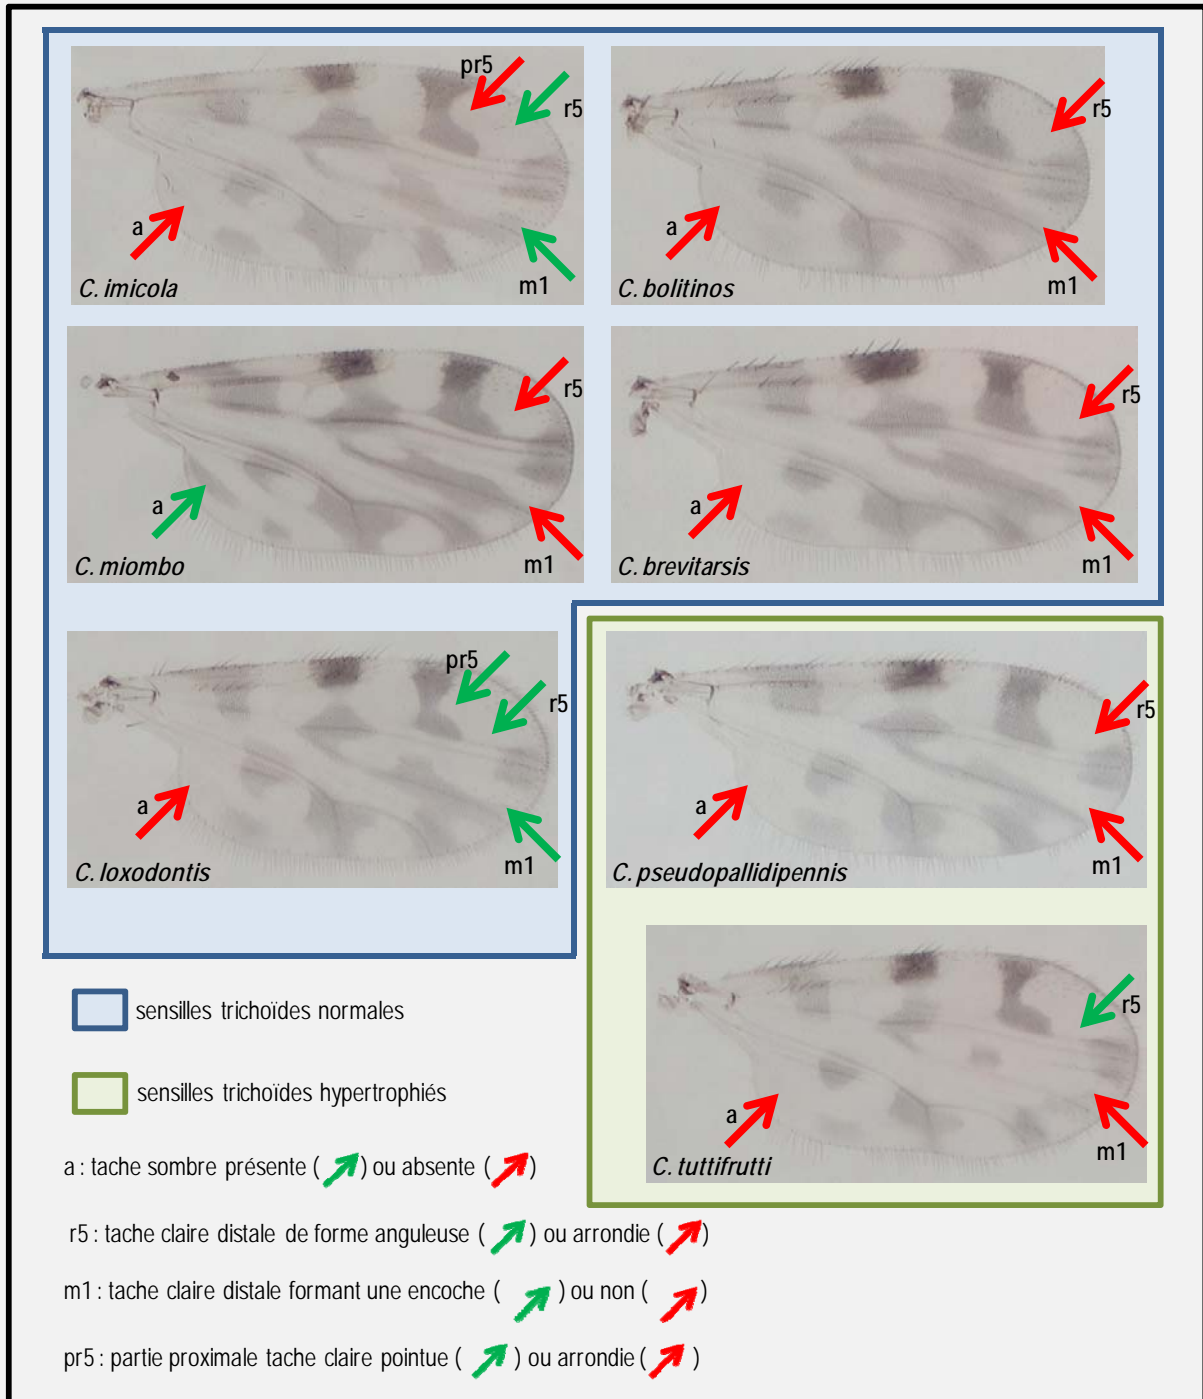 pr5
r5
a
m1
C. imicola
r5
a
m1
C. bolitinos
r5
a
m1
C. miombo
r5
a
m1
C. brevitarsis
pr5
r5
a
m1
C. loxodontis
r5
a
m1
C. pseudopallidipennis
r5
a
m1
C. tuttifrutti
sensilles trichoïdes normales
sensilles trichoïdes hypertrophiés
a : tache sombre présente ( ) ou absente ( )
r5 : tache claire distale de forme anguleuse ( ) ou arrondie ( )
m1 : tache claire distale formant une encoche ( ) ou non ( )
pr5 : partie proximale tache claire pointue ( ) ou arrondie ( )